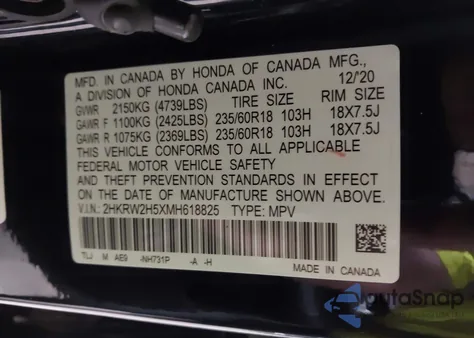 MFD. IN CANADA BY HONDA OF CANADA MFG.,
A DIVISION OF HONDA CANADA INC. 12/'20
GVWR 2150KG (4739LBS) TIRE SIZE RIM SIZE
GAWR F 1100KG (2425LBS) 235/60R18 103H 18X7.5J
GAWR R 1075KG (2369LBS) 235/60R18 103H 18X7.5J
THIS VEHICLE CONFORMS TO ALL APPLICABLE
FEDERAL MOTOR VEHICLE SAFETY
AND THEFT PREVENTION STANDARDS IN EFFECT
ON THE DATE OF MANUFACTURE SHOWN ABOVE.
V.I.N.: 2HKRW2H5XMH618825 TYPE: MPV
TLJ M AE9 -NH731P -A -H
AutaSnap